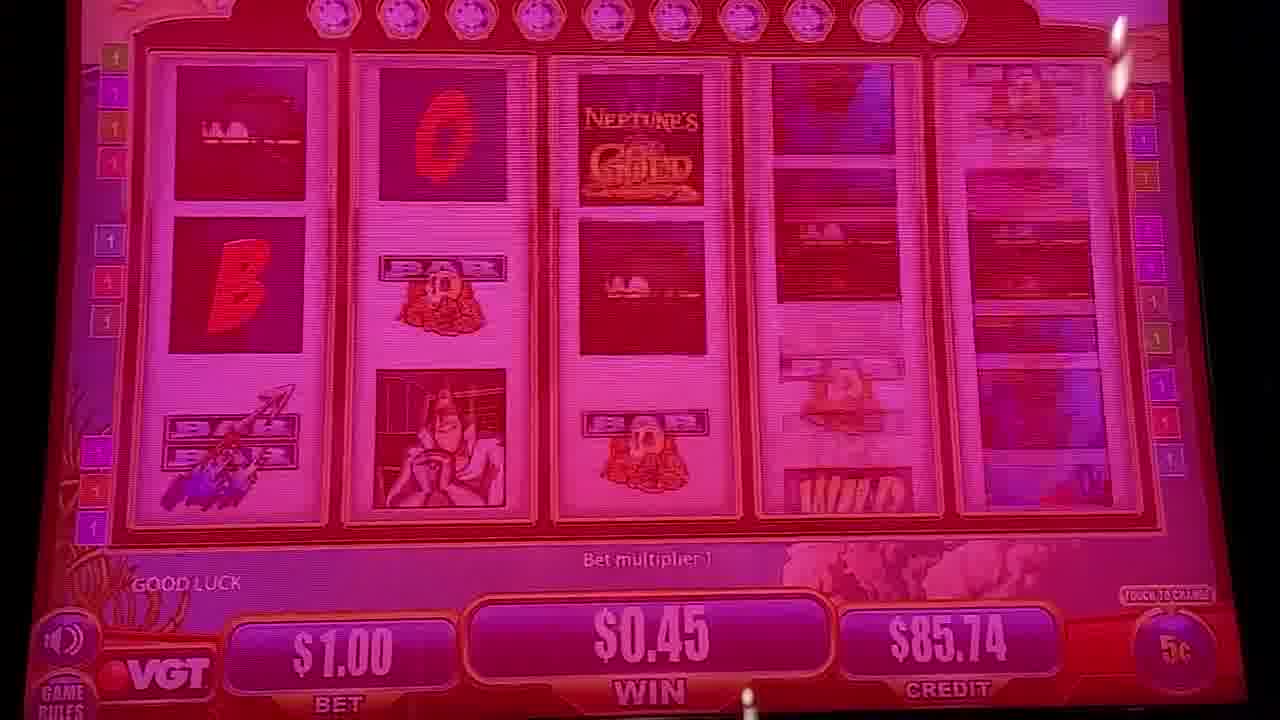 NEPTUNE'S
GOLD
O
B
BAR
10
BAR
BAR
BAR
WILD
Bet multiplier 1
GOOD LUCK
TOUCH TO CHANGE
$1.00
$0.45
$85.74
5¢
VGT
BET
WIN
CREDIT
GAME
RULES